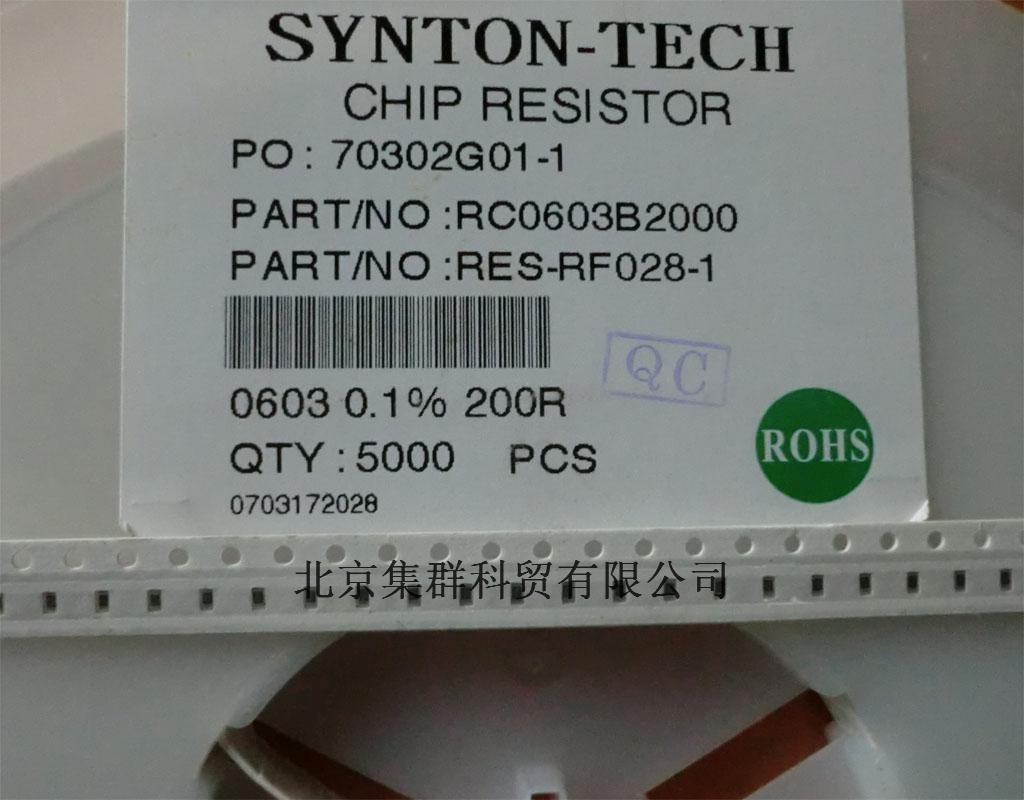 SYNTON-TECH
CHIP RESISTOR
PO: 70302G01-1
PART/NO :RC0603B2000
PART/NO :RES-RF028-1
QC
0603 0.1% 200R
QTY : 5000 PCS
ROHS
0703172028
北京集群科贸有限公司